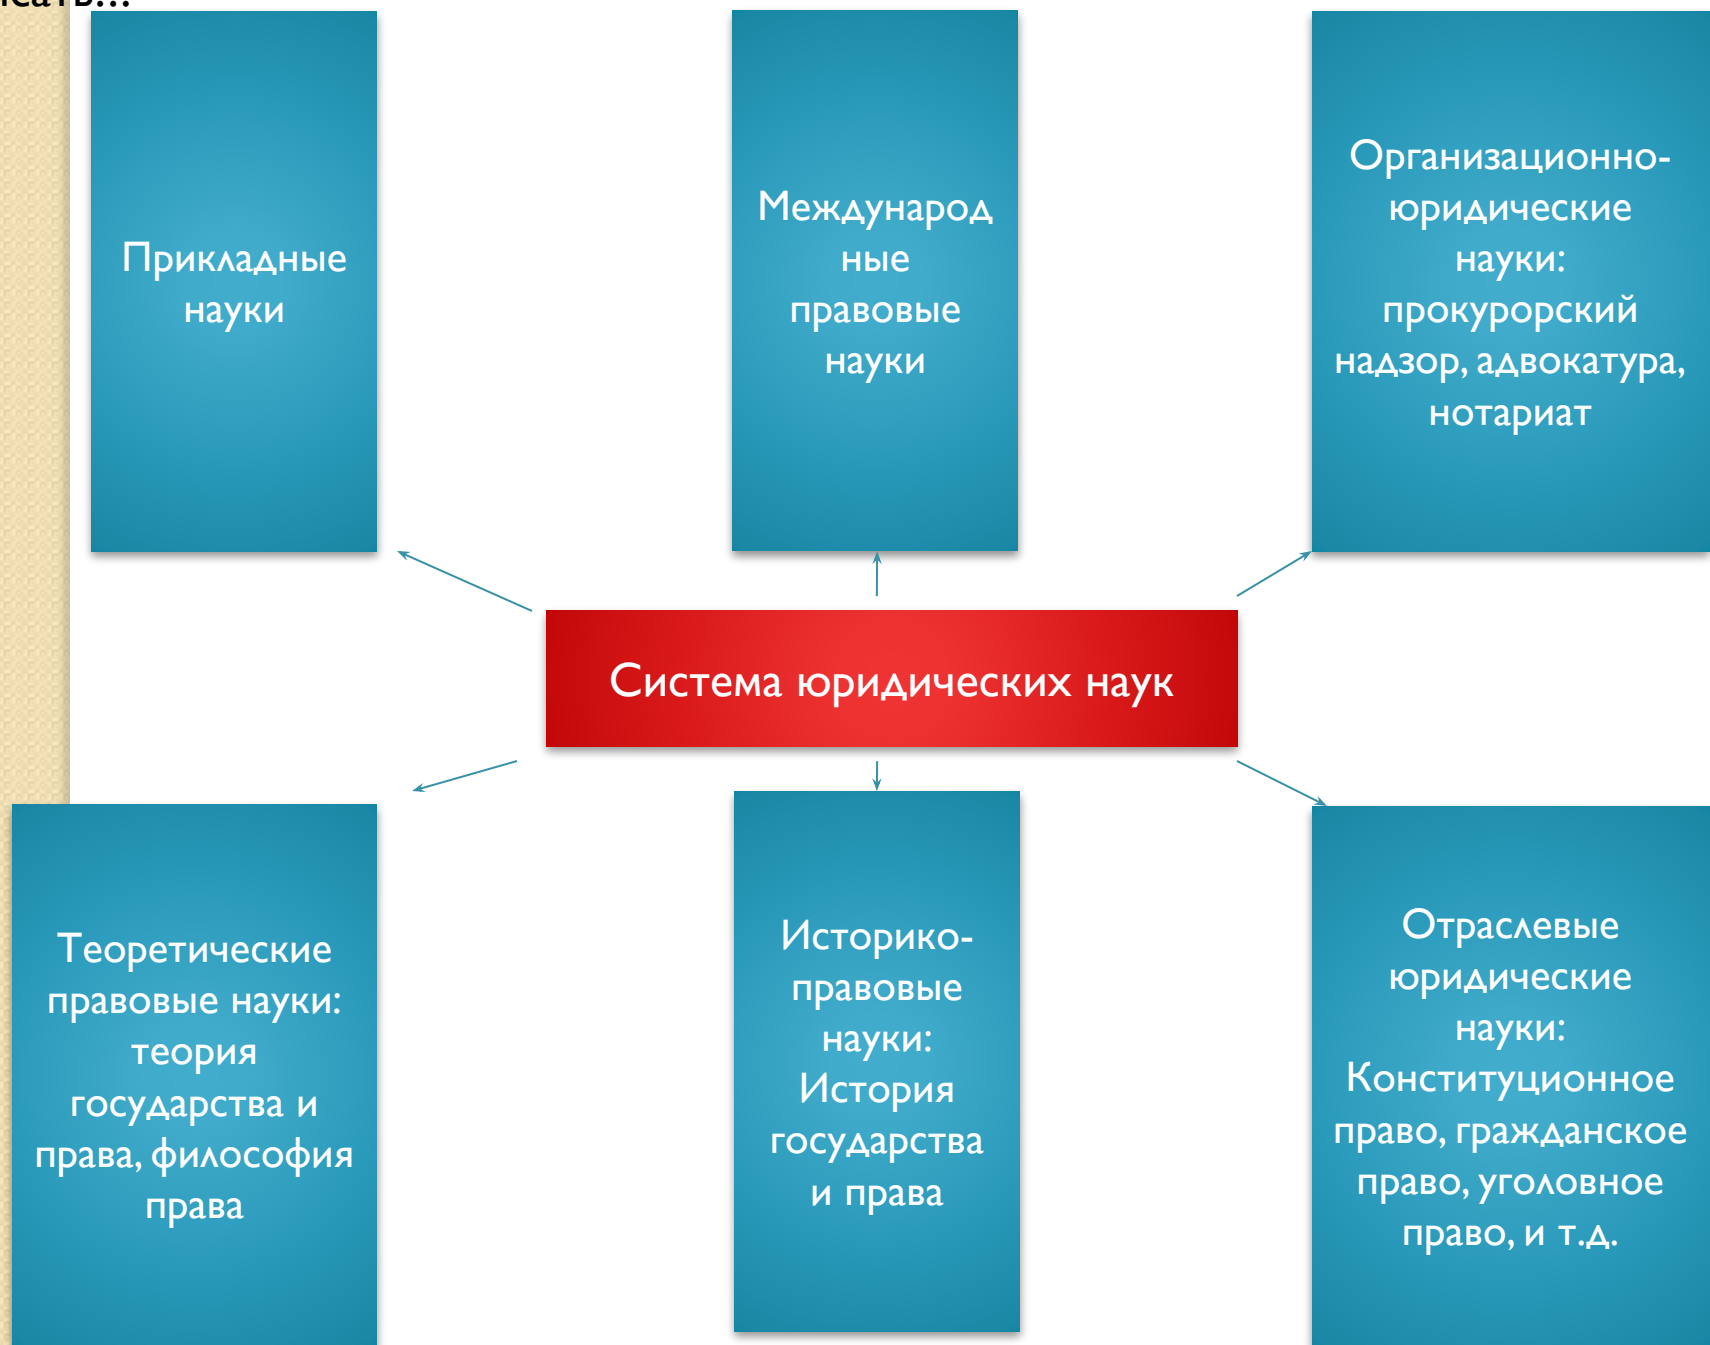 Прикладные
науки
Международ
ные
правовые
науки
Организационно-
юридические
науки:
прокурорский
надзор, адвокатура,
нотариат
Система юридических наук
Теоретические
правовые науки:
теория
государства и
права, философия
права
Историко-
правовые
науки:
История
государства
и права
Отраслевые
юридические
науки:
Конституционное
право, гражданское
право, уголовное
право, и т.д.